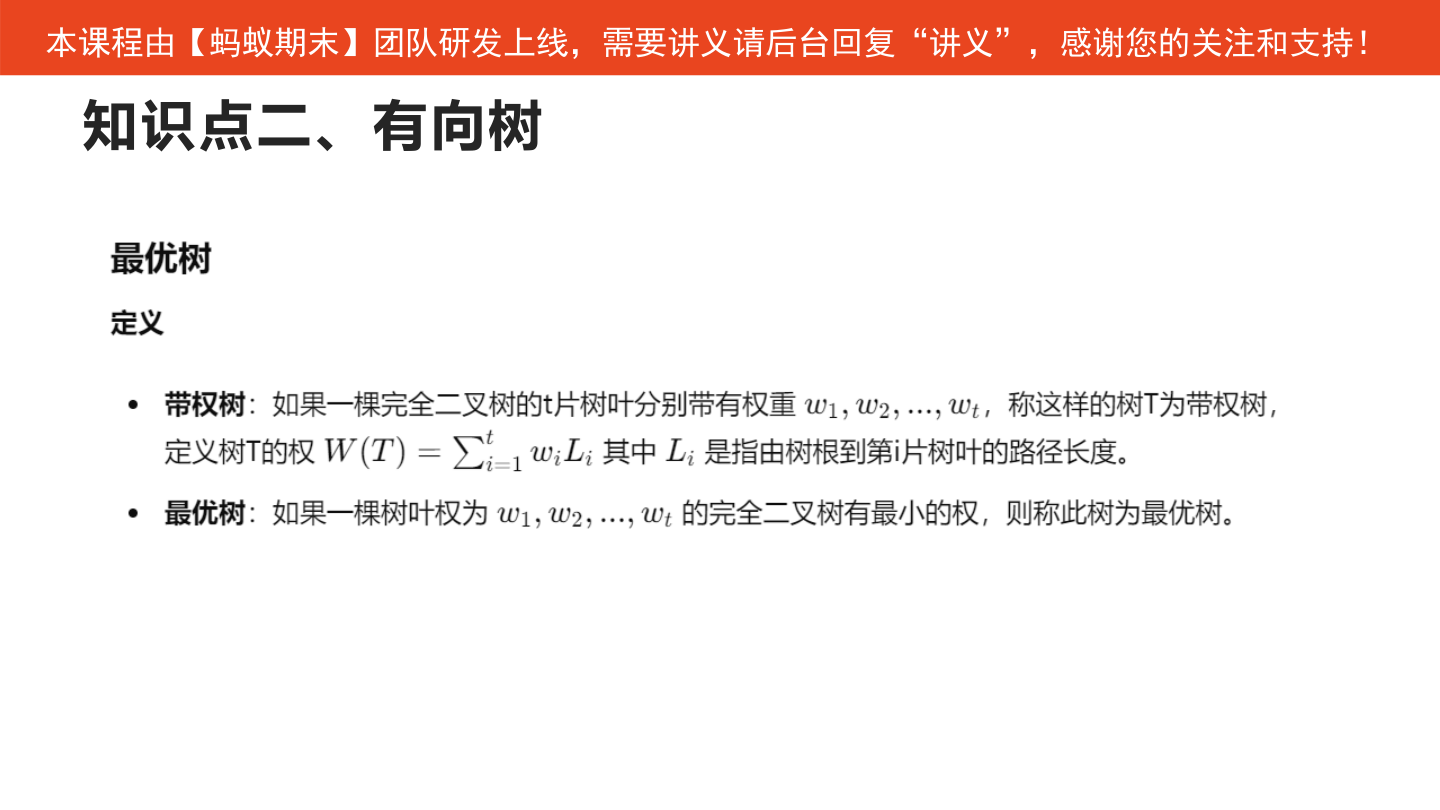 本课程由【蚂蚁期末】团队研发上线，需要讲义请后台回复“讲义”，感谢您的关注和支持！
知识点二、有向树
最优树
定义
• 带权树：如果一棵完全二叉树的t片树叶分别带有权重 $w_1, w_2, ..., w_t$，称这样的树T为带权树，
定义树T的权 $W(T) = \sum_{i=1}^{t} w_i L_i$ 其中 $L_i$ 是指由树根到第i片树叶的路径长度。
• 最优树：如果一棵树叶权为 $w_1, w_2, ..., w_t$ 的完全二叉树有最小的权，则称此树为最优树。